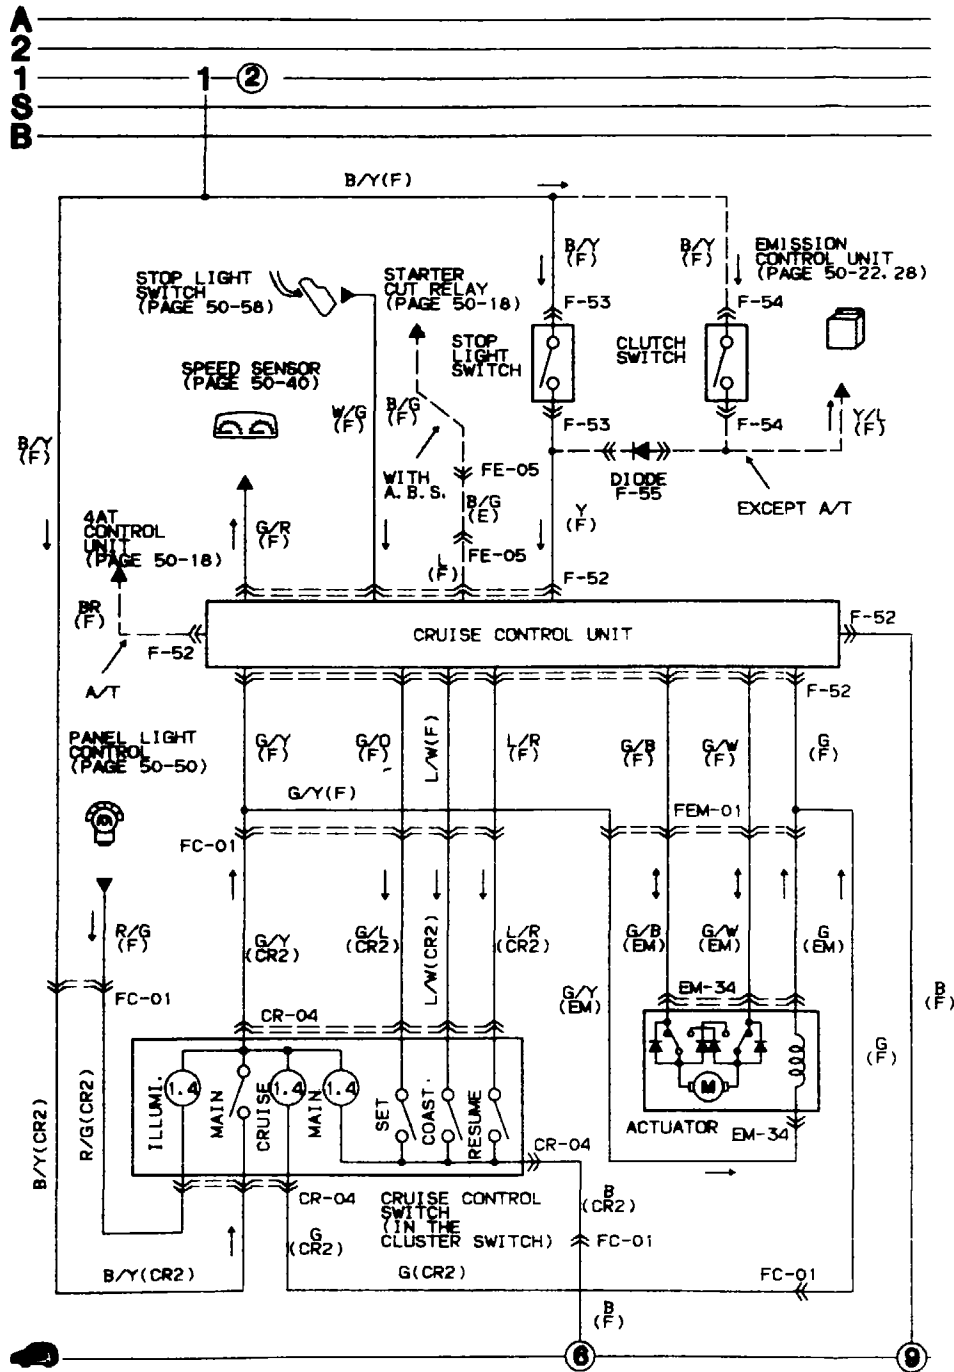 A
2
1
1
2
S
B
B/Y(F)
B/Y
(F)
B/Y
(F)
EMISSION
CONTROL UNIT
(PAGE 50-22.28)
STOP LIGHT
SWITCH
(PAGE 50-58)
STARTER
CUT RELAY
(PAGE 50-18)
F-53
F-54
STOP
LIGHT
SWITCH
CLUTCH
SWITCH
SPEED SENSOR
(PAGE 50-40)
W/G
(F)
B/G
(F)
F-53
F-54
Y/L
(F)
B/Y
(F)
WITH
A.B.S.
FE-05
DIODE
F-55
EXCEPT A/T
B/G
(E)
Y
(F)
4AT
CONTROL
UNIT
(PAGE 50-18)
G/R
(F)
FE-05
L
(F)
F-52
BR
(F)
F-52
CRUISE CONTROL UNIT
F-52
A/T
F-52
PANEL LIGHT
CONTROL
(PAGE 50-50)
G/Y
(F)
G/O
(F)
L/W(F)
L/R
(F)
G/B
(F)
G/W
(F)
G
(F)
G/Y(F)
FC-01
FEM-01
R/G
(F)
G/Y
(CR2)
G/L
(CR2)
L/W(CR2)
L/R
(CR2)
G/B
(EM)
G/W
(EM)
G
(EM)
FC-01
G/Y
(EM)
EM-34
B
(F)
CR-04
G
(F)
B/Y(CR2)
R/G(CR2)
ILLUMI.
1.4
MAIN
CRUISE
1.4
MAIN
1.4
SET
COAST.
RESUME
M
ACTUATOR
EM-34
CR-04
CR-04
CRUISE CONTROL
SWITCH
(IN THE
CLUSTER SWITCH)
B
(CR2)
G
(CR2)
FC-01
B/Y(CR2)
G(CR2)
FC-01
B
(F)
6
9